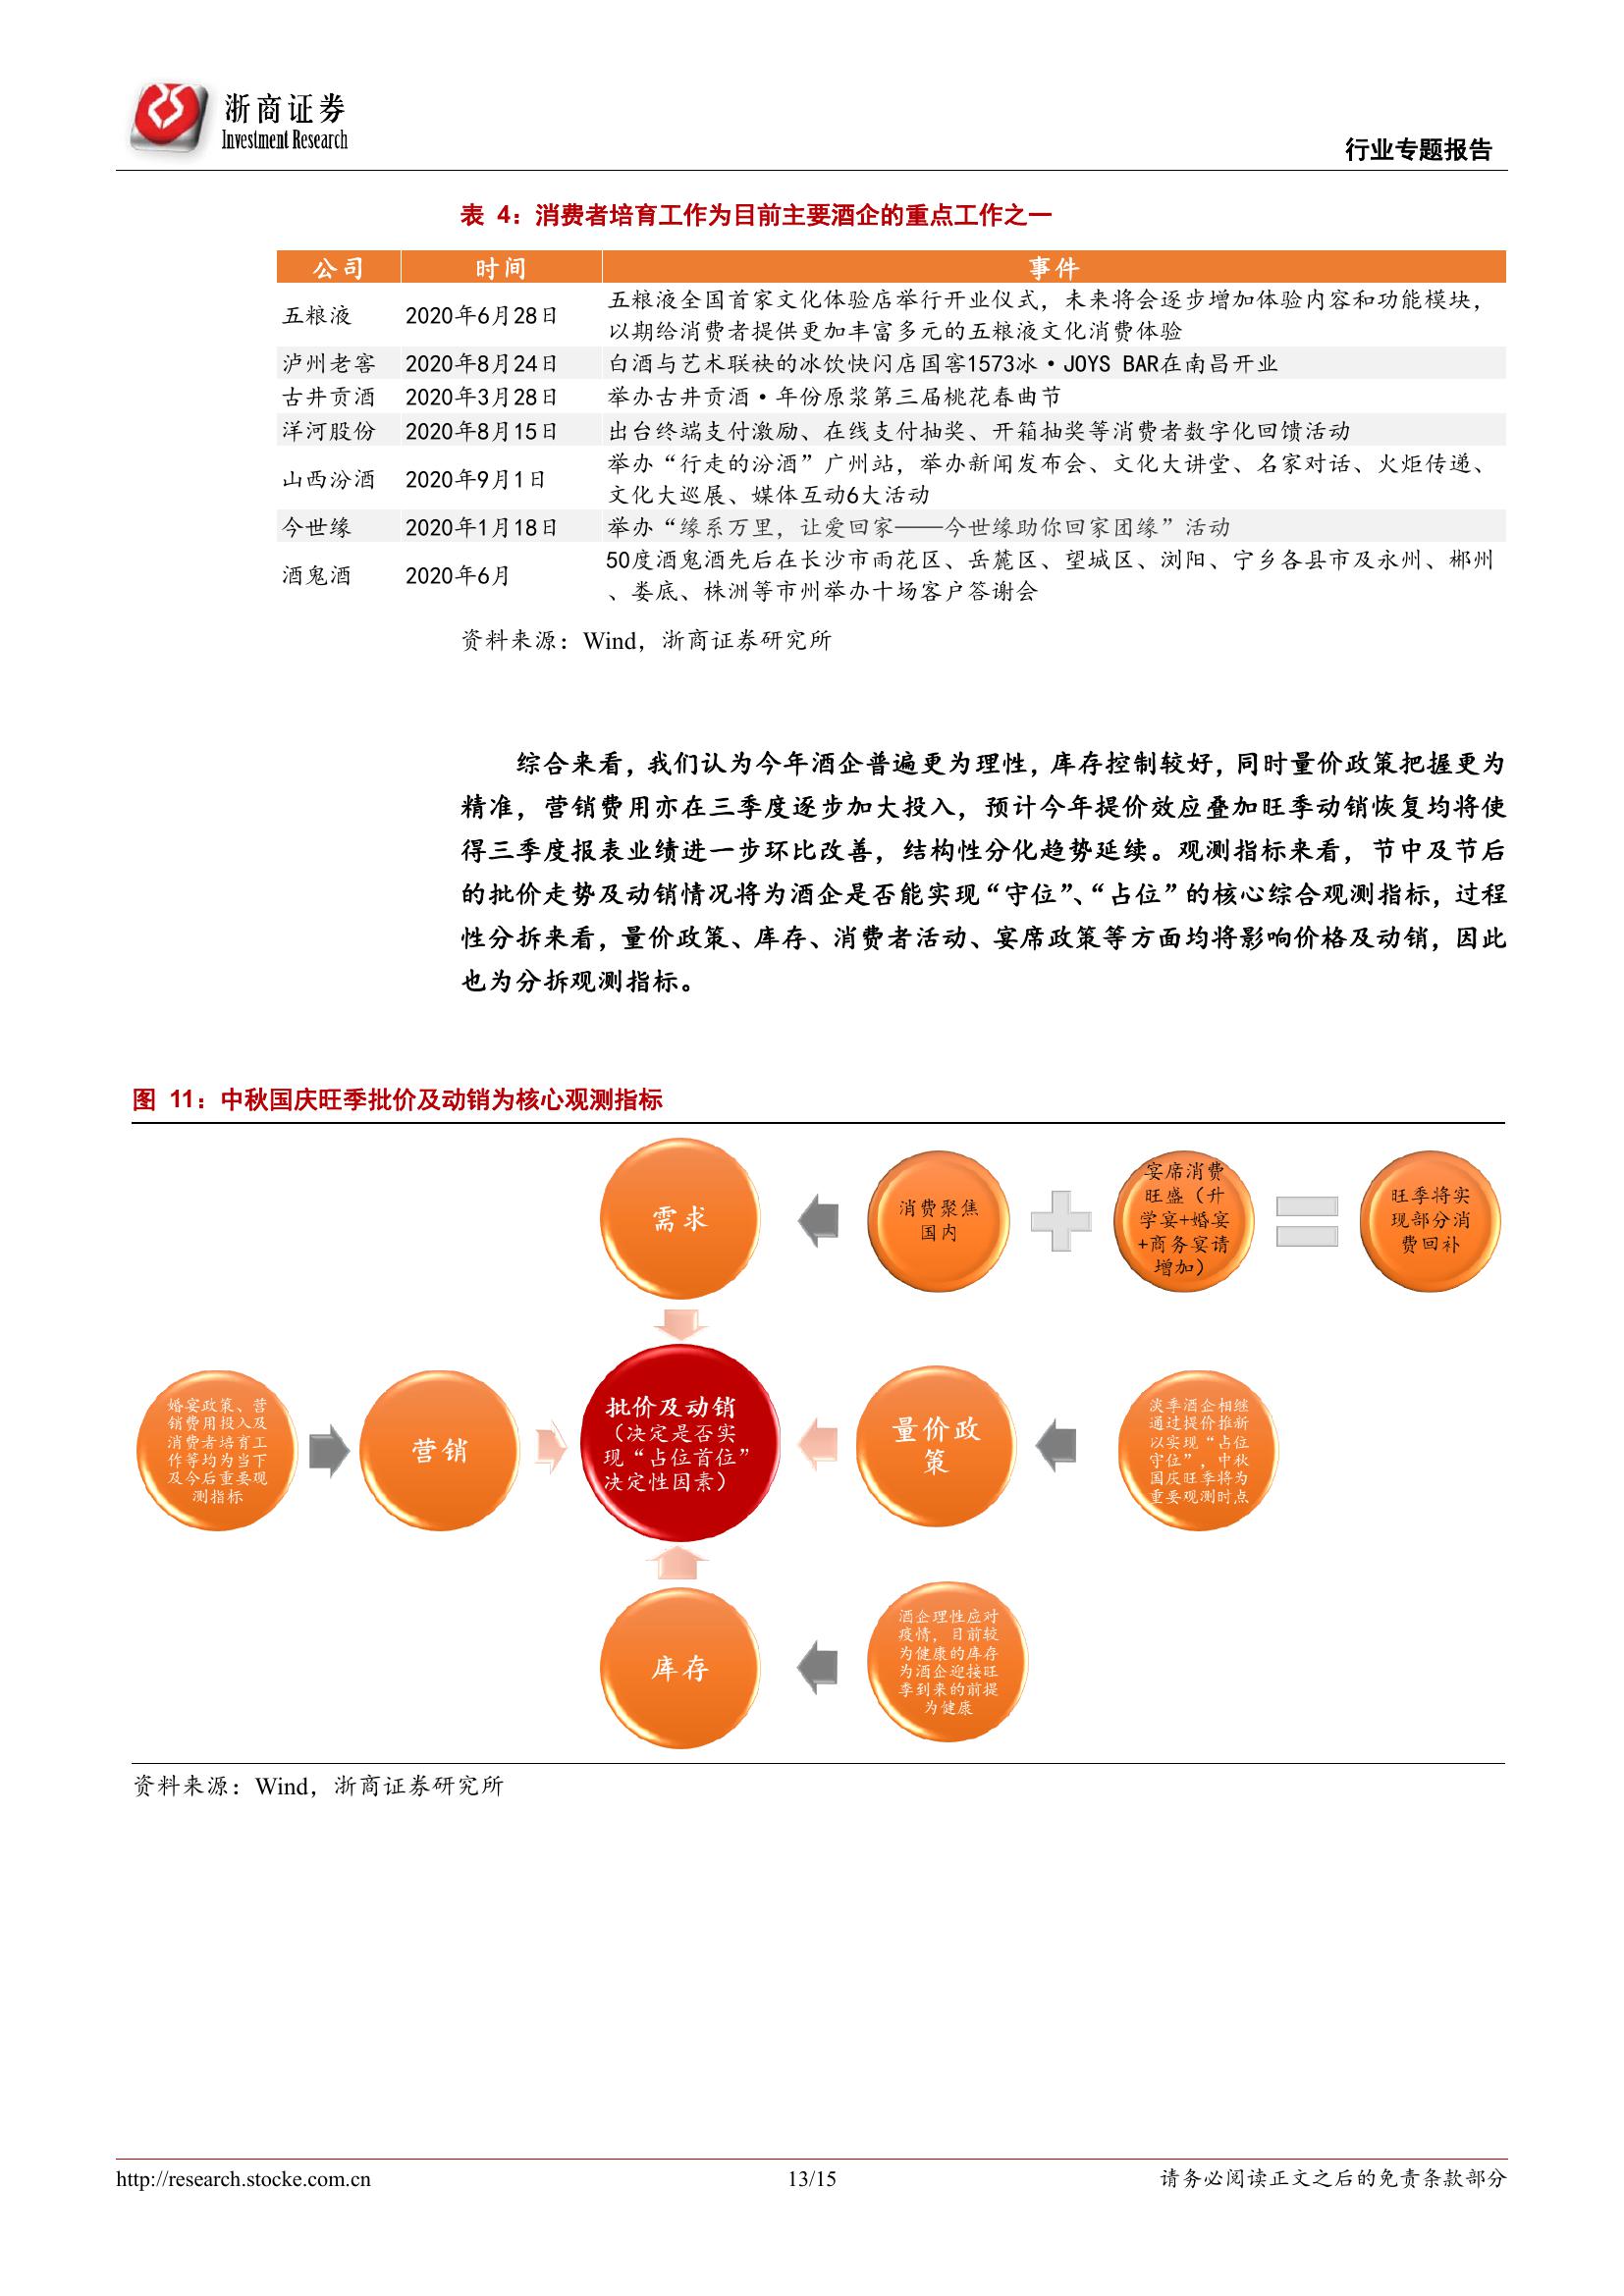 浙商证券
Investment Research
行业专题报告
表 4：消费者培育工作为目前主要酒企的重点工作之一
公司 时间 事件
五粮液 2020年6月28日 五粮液全国首家文化体验店举行开业仪式，未来将会逐步增加体验内容和功能模块，
以期给消费者提供更加丰富多元的五粮液文化消费体验
泸州老窖 2020年8月24日 白酒与艺术联袂的冰饮快闪店国窖1573冰·JOYS BAR在南昌开业
古井贡酒 2020年3月28日 举办古井贡酒·年份原浆第三届桃花春曲节
洋河股份 2020年8月15日 出台终端支付激励、在线支付抽奖、开箱抽奖等消费者数字化回馈活动
山西汾酒 2020年9月1日 举办“行走的汾酒”广州站，举办新闻发布会、文化大讲堂、名家对话、火炬传递、
文化大巡展、媒体互动6大活动
今世缘 2020年1月18日 举办“缘系万里，让爱回家——今世缘助你回家团缘”活动
酒鬼酒 2020年6月 50度酒鬼酒先后在长沙市雨花区、岳麓区、望城区、浏阳、宁乡各县市及永州、郴州
、娄底、株洲等市州举办十场客户答谢会
资料来源：Wind，浙商证券研究所
综合来看，我们认为今年酒企普遍更为理性，库存控制较好，同时量价政策把握更为
精准，营销费用亦在三季度逐步加大投入，预计今年提价效应叠加旺季动销恢复均将使
得三季度报表业绩进一步环比改善，结构性分化趋势延续。观测指标来看，节中及节后
的批价走势及动销情况将为酒企是否能实现“守位”、“占位”的核心综合观测指标，过程
性分拆来看，量价政策、库存、消费者活动、宴席政策等方面均将影响价格及动销，因此
也为分拆观测指标。
图 11：中秋国庆旺季批价及动销为核心观测指标
需求
消费聚焦
国内
宴席消费
旺盛（升
学宴+婚宴
+商务宴请
增加）
旺季将实
现部分消
费回补
婚宴政策、营
销费用投入及
消费者培育工
作等均为当下
及今后重要观
测指标
营销
批价及动销
（决定是否实
现“占位首位”
决定性因素）
量价政
策
淡季酒企相继
通过提价推新
以实现“占位
守位”，中秋
国庆旺季将为
重要观测时点
库存
酒企理性应对
疫情，目前较
为健康的库存
为酒企迎接旺
季到来的前提
为健康
资料来源：Wind，浙商证券研究所
http://research.stocke.com.cn
13/15
请务必阅读正文之后的免责条款部分